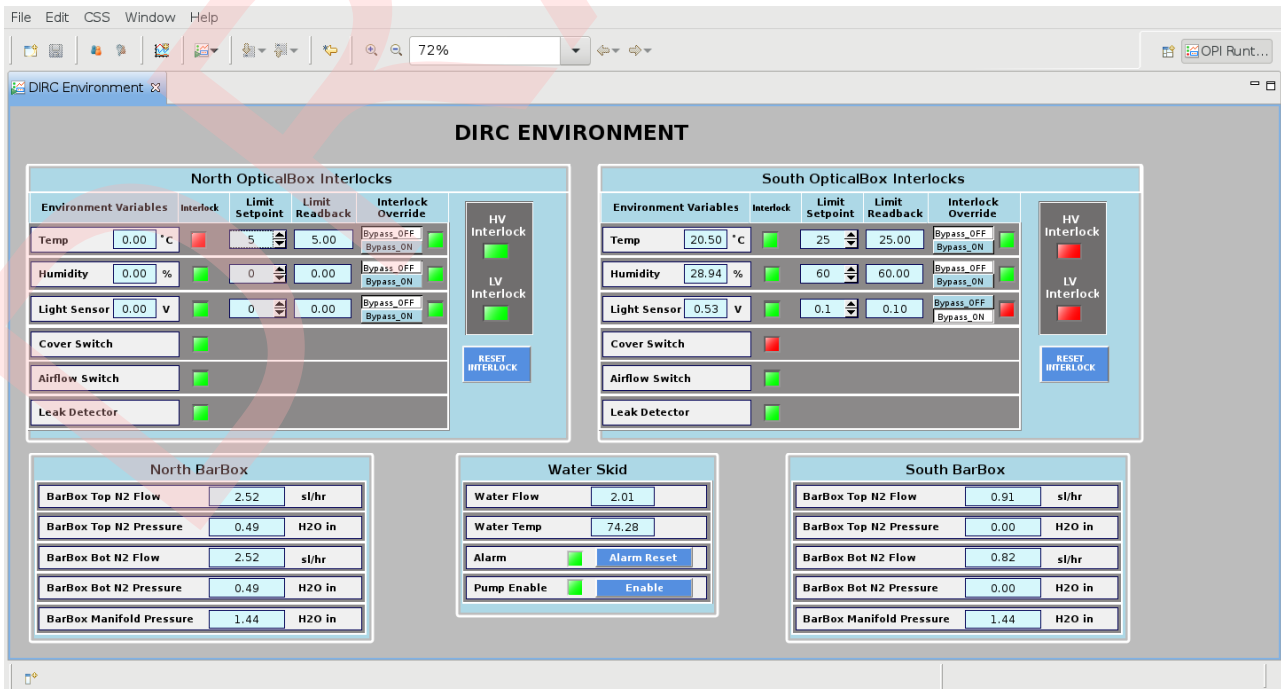 File Edit CSS Window Help
72%
OPI Runt...
DIRC Environment
DIRC ENVIRONMENT
North OpticalBox Interlocks
Environment Variables Interlock Limit Setpoint Limit Readback Interlock Override
Temp 0.00 °C 5 5.00 Bypass_OFF Bypass_ON
Humidity 0.00 % 0 0.00 Bypass_OFF Bypass_ON
Light Sensor 0.00 V 0 0.00 Bypass_OFF Bypass_ON
Cover Switch
Airflow Switch
Leak Detector
HV Interlock
LV Interlock
RESET INTERLOCK
South OpticalBox Interlocks
Environment Variables Interlock Limit Setpoint Limit Readback Interlock Override
Temp 20.50 °C 25 25.00 Bypass_OFF Bypass_ON
Humidity 28.94 % 60 60.00 Bypass_OFF Bypass_ON
Light Sensor 0.53 V 0.1 0.10 Bypass_OFF Bypass_ON
Cover Switch
Airflow Switch
Leak Detector
HV Interlock
LV Interlock
RESET INTERLOCK
North BarBox
BarBox Top N2 Flow 2.52 sl/hr
BarBox Top N2 Pressure 0.49 H2O in
BarBox Bot N2 Flow 2.52 sl/hr
BarBox Bot N2 Pressure 0.49 H2O in
BarBox Manifold Pressure 1.44 H2O in
Water Skid
Water Flow 2.01
Water Temp 74.28
Alarm Alarm Reset
Pump Enable Enable
South BarBox
BarBox Top N2 Flow 0.91 sl/hr
BarBox Top N2 Pressure 0.00 H2O in
BarBox Bot N2 Flow 0.82 sl/hr
BarBox Bot N2 Pressure 0.00 H2O in
BarBox Manifold Pressure 1.44 H2O in